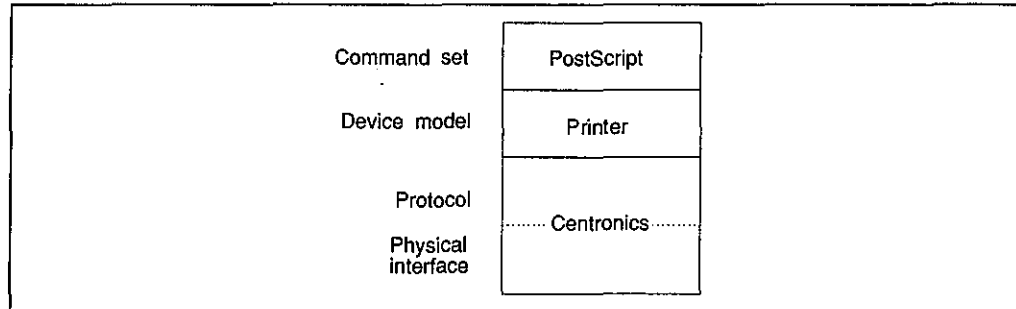 Command set
PostScript
Device model
Printer
Protocol
Centronics
Physical
interface